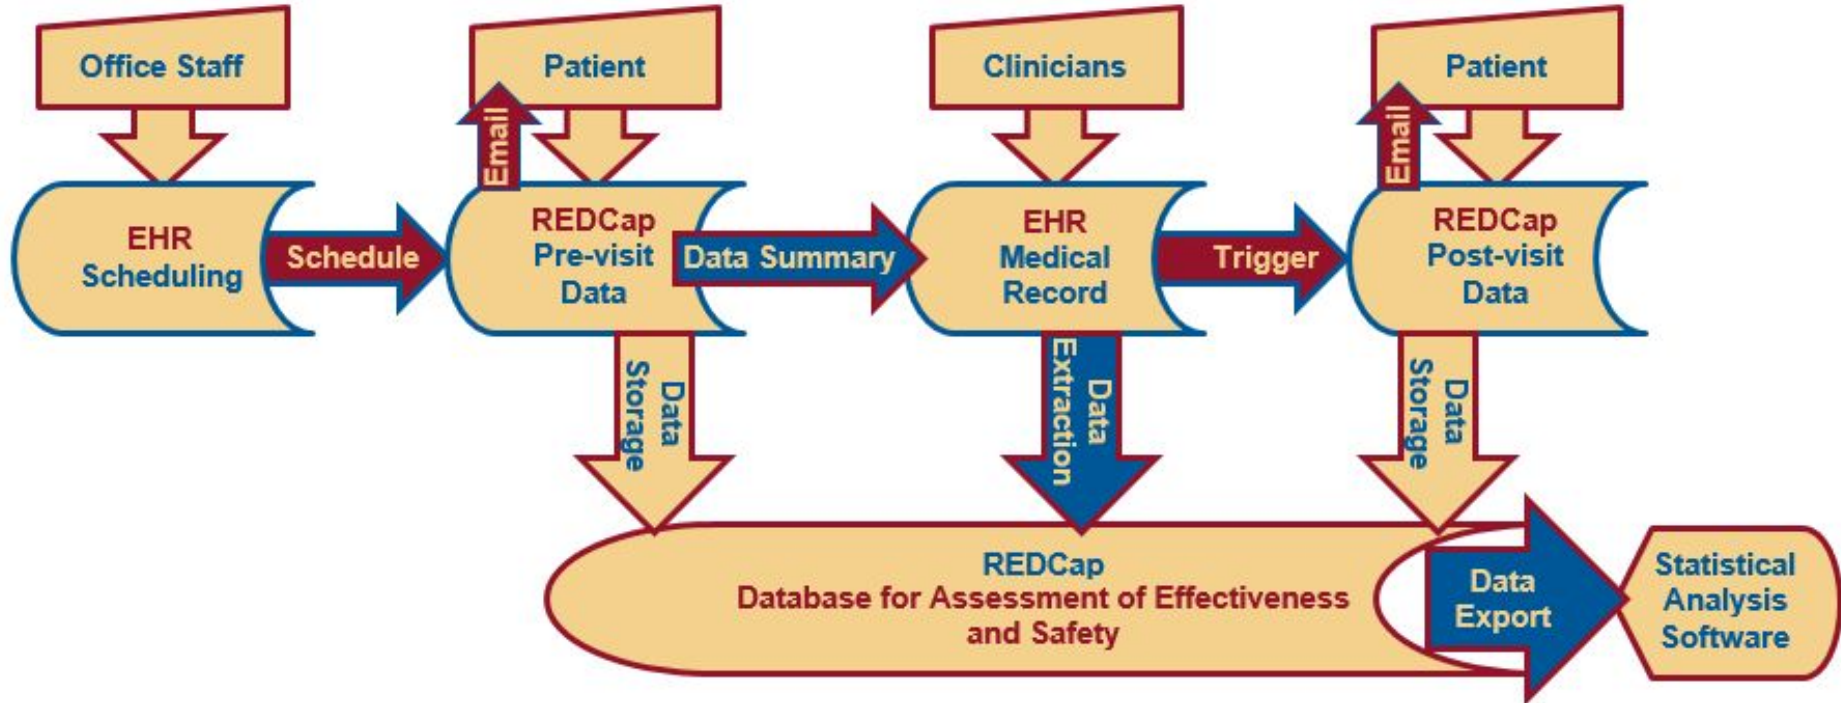 Office Staff
Patient
Clinicians
Patient
Email
Email
EHR
Scheduling
Schedule
REDCap
Pre-visit
Data
Data Summary
EHR
Medical
Record
Trigger
REDCap
Post-visit
Data
Data
Storage
Data
Extraction
Data
Storage
REDCap
Database for Assessment of Effectiveness
and Safety
Data
Export
Statistical
Analysis
Software